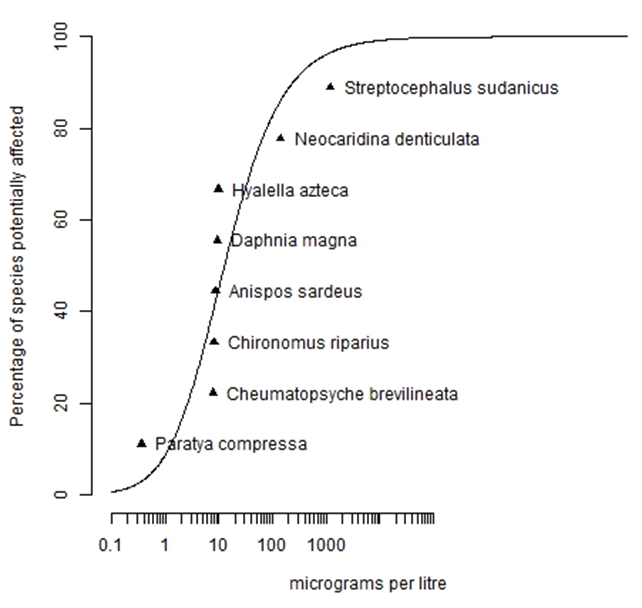 100
80
60
40
20
0
Percentage of species potentially affected
Streptocephalus sudanicus
Neocaridina denticulata
Hyalella azteca
Daphnia magna
Anispos sardeus
Chironomus riparius
Cheumatopsyche brevilineata
Paratya compressa
0.1 1 10 100 1000
micrograms per litre